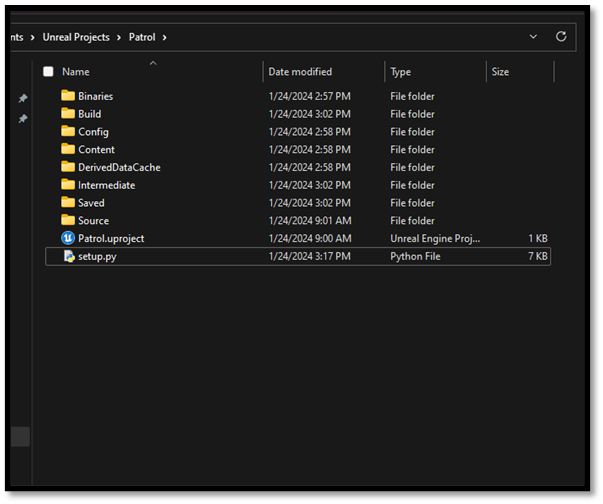 nts > Unreal Projects > Patrol >
Name Date modified Type Size
Binaries 1/24/2024 2:57 PM File folder
Build 1/24/2024 3:02 PM File folder
Config 1/24/2024 2:58 PM File folder
Content 1/24/2024 2:58 PM File folder
DerivedDataCache 1/24/2024 2:58 PM File folder
Intermediate 1/24/2024 3:02 PM File folder
Saved 1/24/2024 3:02 PM File folder
Source 1/24/2024 9:01 AM File folder
Patrol.uproject 1/24/2024 9:00 AM Unreal Engine Proj... 1 KB
setup.py 1/24/2024 3:17 PM Python File 7 KB